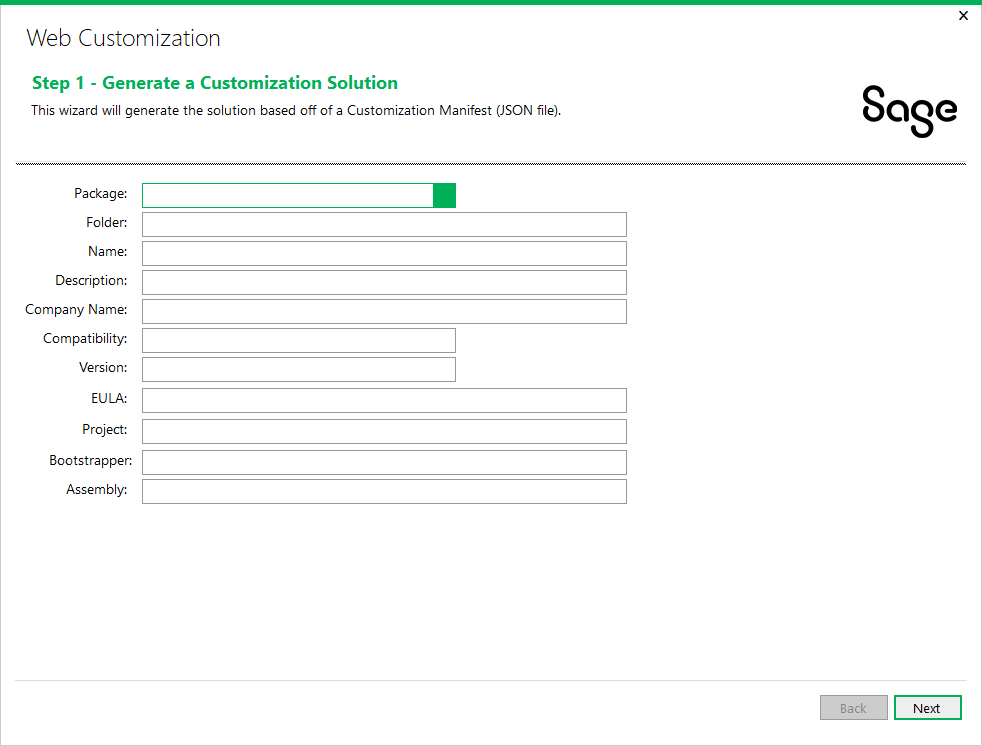 Web Customization
Step 1 - Generate a Customization Solution
This wizard will generate the solution based off of a Customization Manifest (JSON file).
Sage
Package:
Folder:
Name:
Description:
Company Name:
Compatibility:
Version:
EULA:
Project:
Bootstrapper:
Assembly:
Back
Next